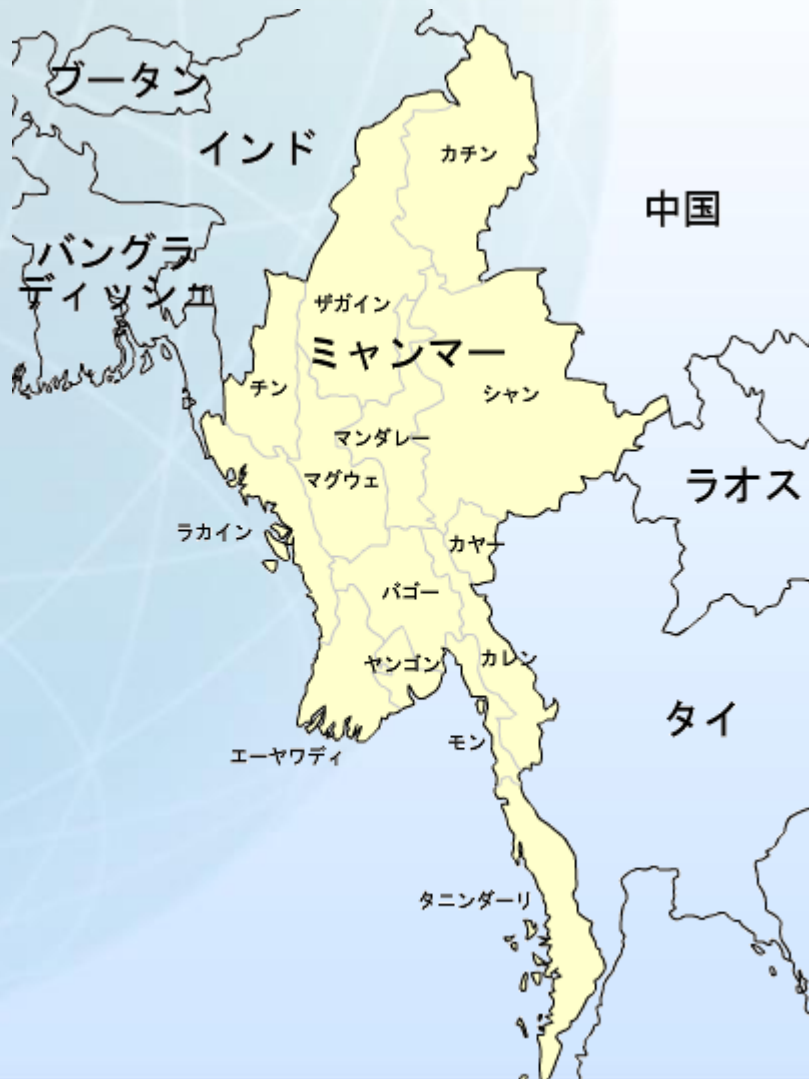 ブータン
インド
カチン
中国
バングラ
ディッシュ
ザガイン
ミャンマー
チン
シャン
マンダレー
マグウェ
ラオス
ラカイン
カヤー
バゴー
ヤンゴン
カレン
タイ
モン
エーヤワディ
タニンダーリ